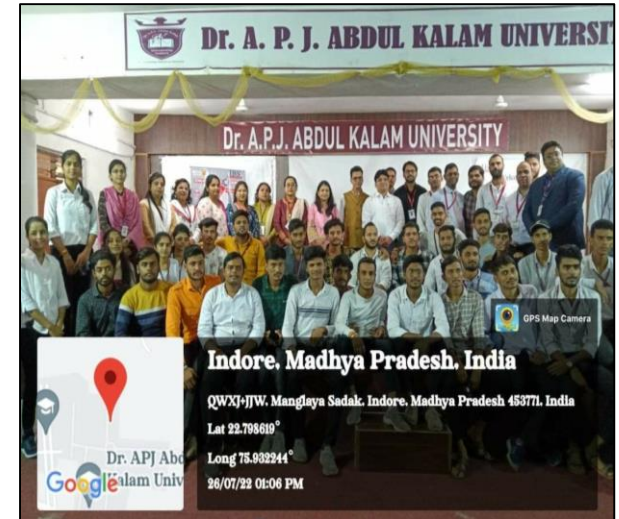 Dr. A. P. J. ABDUL KALAM UNIVERSIT
Dr. A.P.J. ABDUL KALAM UNIVERSITY
GPS Map Camera
Indore, Madhya Pradesh, India
QWXJ+JJW, Manglaya Sadak, Indore, Madhya Pradesh 453771, India
Lat 22.798619°
Long 75.932244°
26/07/22 01:06 PM
Dr. APJ Abd
Kalam Univ
Google